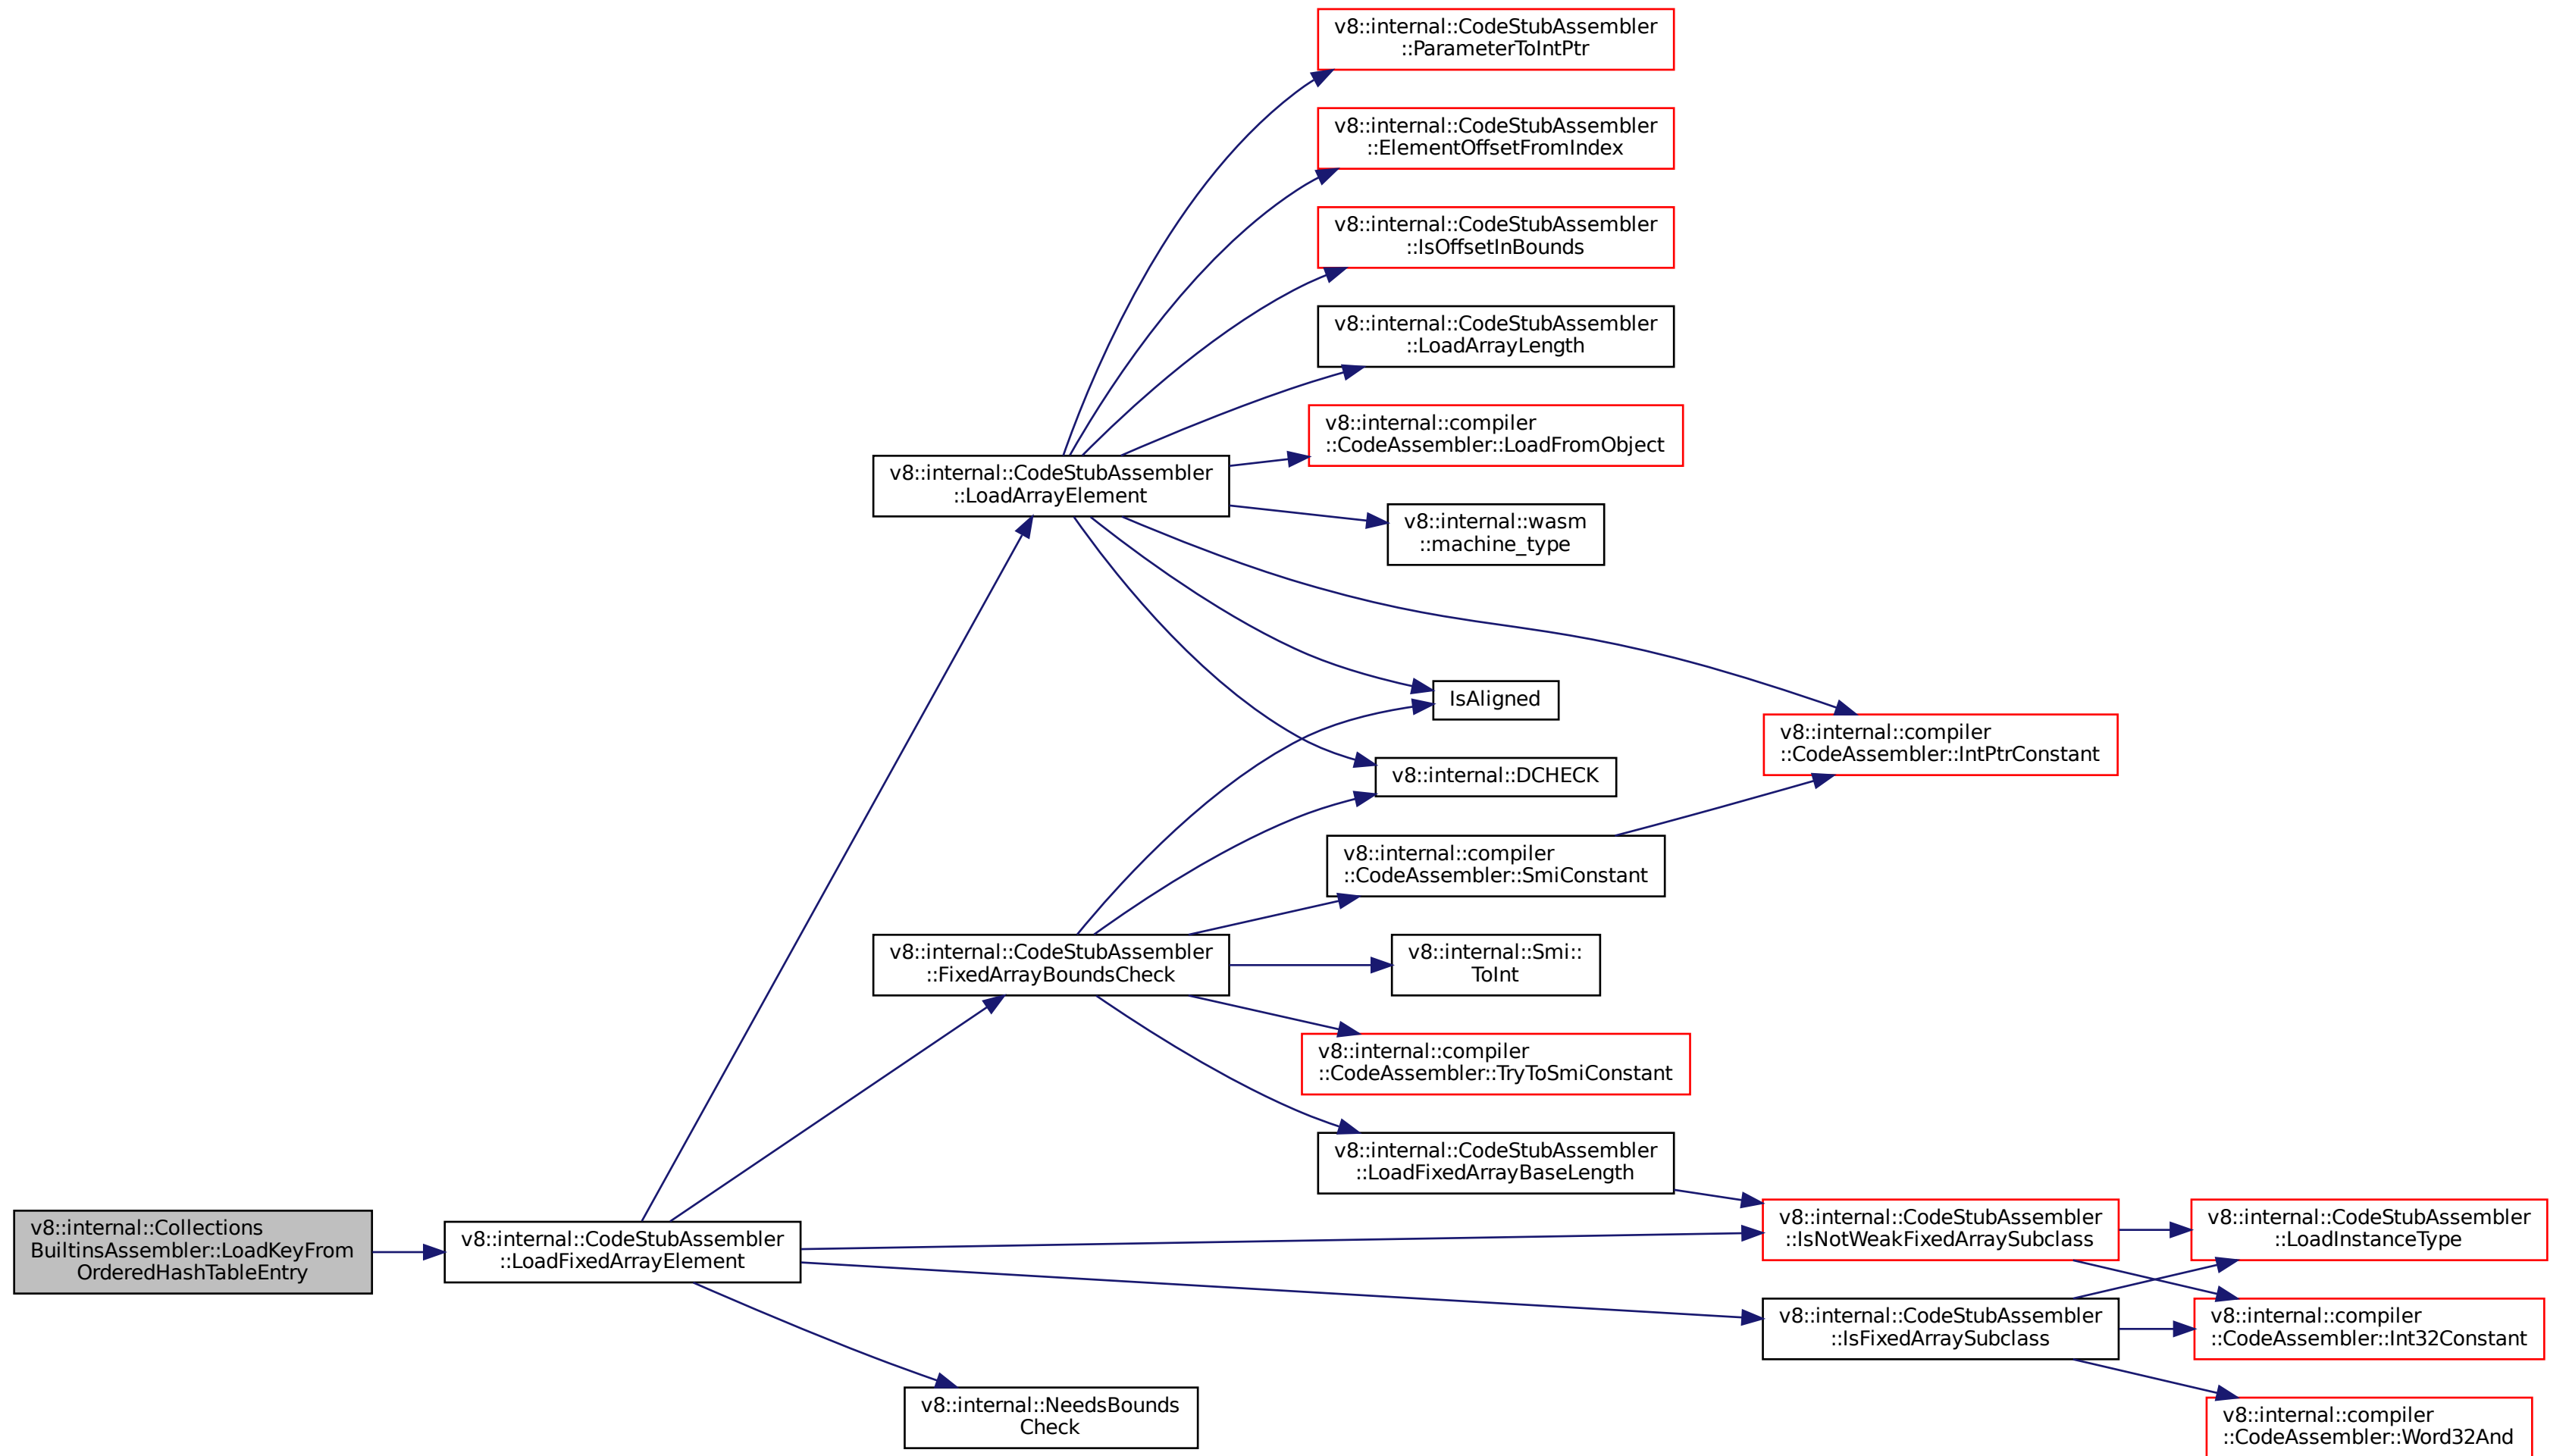 v8::internal::CodeStubAssembler
::ParameterToIntPtr
v8::internal::CodeStubAssembler
::ElementOffsetFromIndex
v8::internal::CodeStubAssembler
::IsOffsetInBounds
v8::internal::CodeStubAssembler
::LoadArrayLength
v8::internal::compiler
::CodeAssembler::LoadFromObject
v8::internal::CodeStubAssembler
::LoadArrayElement
v8::internal::wasm
::machine_type
IsAligned
v8::internal::compiler
::CodeAssembler::IntPtrConstant
v8::internal::DCHECK
v8::internal::compiler
::CodeAssembler::SmiConstant
v8::internal::CodeStubAssembler
::FixedArrayBoundsCheck
v8::internal::Smi::
ToInt
v8::internal::compiler
::CodeAssembler::TryToSmiConstant
v8::internal::CodeStubAssembler
::LoadFixedArrayBaseLength
v8::internal::Collections
BuiltinsAssembler::LoadKeyFrom
OrderedHashTableEntry
v8::internal::CodeStubAssembler
::LoadFixedArrayElement
v8::internal::CodeStubAssembler
::IsNotWeakFixedArraySubclass
v8::internal::CodeStubAssembler
::LoadInstanceType
v8::internal::CodeStubAssembler
::IsFixedArraySubclass
v8::internal::compiler
::CodeAssembler::Int32Constant
v8::internal::NeedsBounds
Check
v8::internal::compiler
::CodeAssembler::Word32And